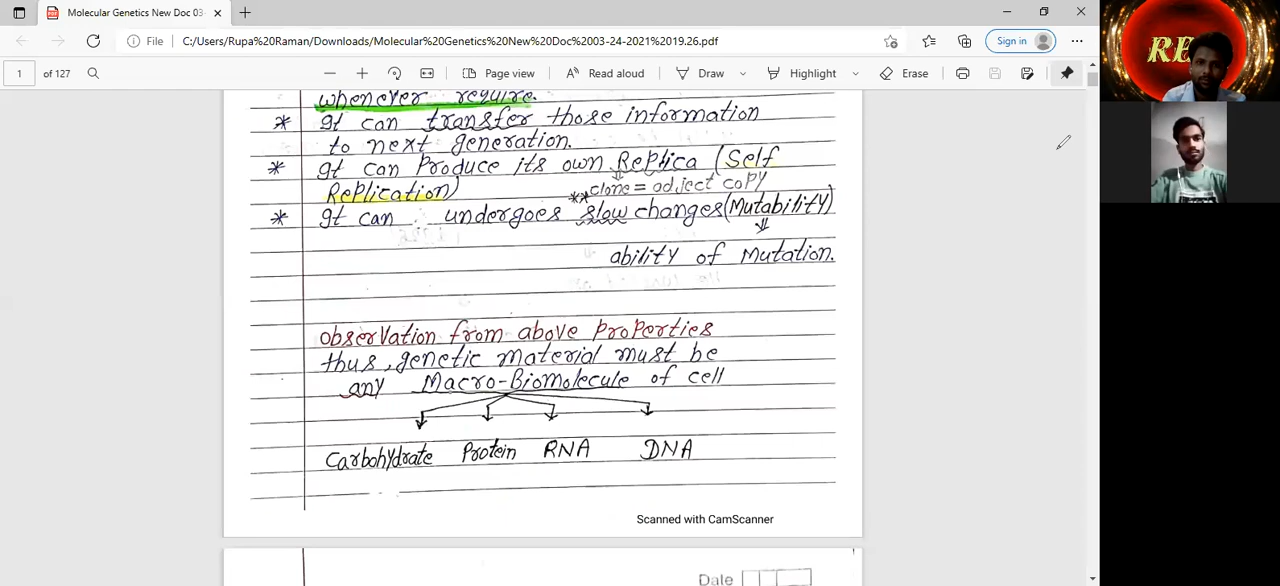 Molecular Genetics New Doc 03-
File
C:/Users/Rupa%20Raman/Downloads/Molecular%20Genetics%20New%20Doc%2003-24-2021%2019.26.pdf
Sign in
1 of 127
Page view
Read aloud
Draw
Highlight
Erase
whenever require.
* It can transfer those information
to next generation.
* It can Produce its own Replica (Self
Replication)
**clone = odject copy
* It can undergoes slow changes(Mutability)
ability of Mutation.
observation from above properties
thus, genetic material must be
any Macro-Biomolecule of cell
Carbohydrate Protein RNA DNA
Scanned with CamScanner
Date